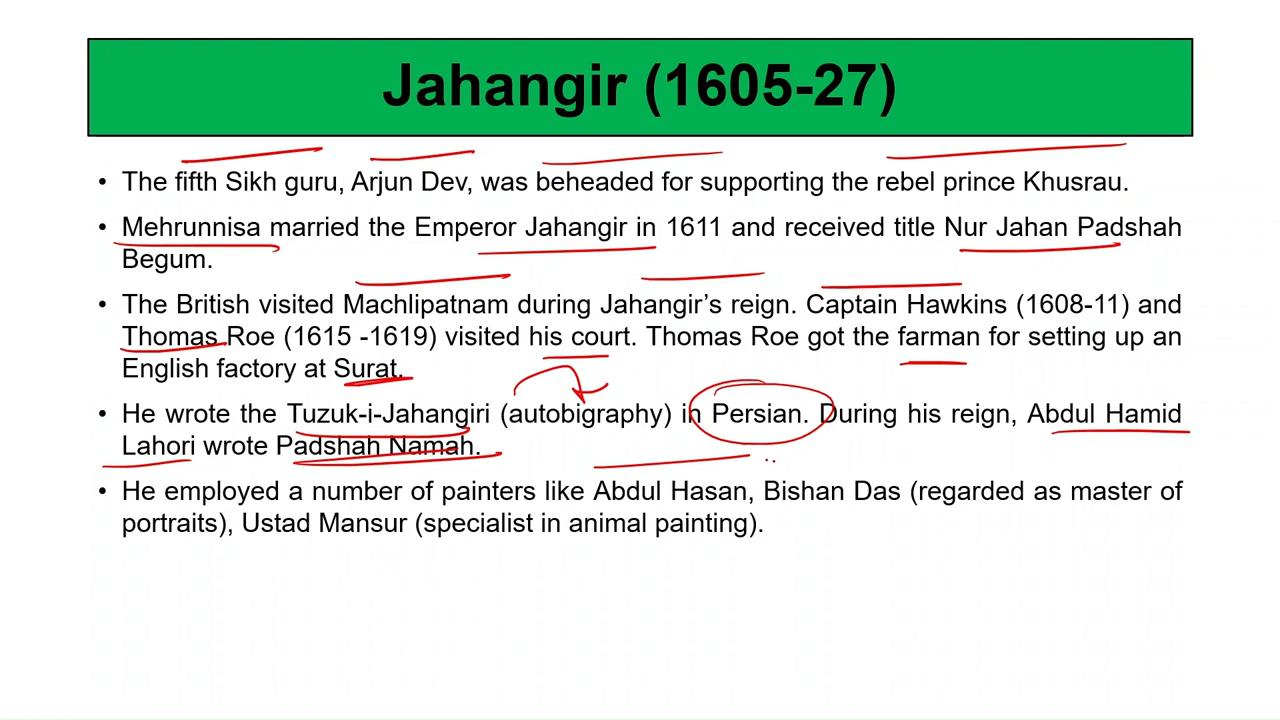 Jahangir (1605-27)
• The fifth Sikh guru, Arjun Dev, was beheaded for supporting the rebel prince Khusrau.
• Mehrunnisa married the Emperor Jahangir in 1611 and received title Nur Jahan Padshah
Begum.
• The British visited Machlipatnam during Jahangir’s reign. Captain Hawkins (1608-11) and
Thomas Roe (1615 -1619) visited his court. Thomas Roe got the farman for setting up an
English factory at Surat.
• He wrote the Tuzuk-i-Jahangiri (autobigraphy) in Persian. During his reign, Abdul Hamid
Lahori wrote Padshah Namah.
• He employed a number of painters like Abdul Hasan, Bishan Das (regarded as master of
portraits), Ustad Mansur (specialist in animal painting).